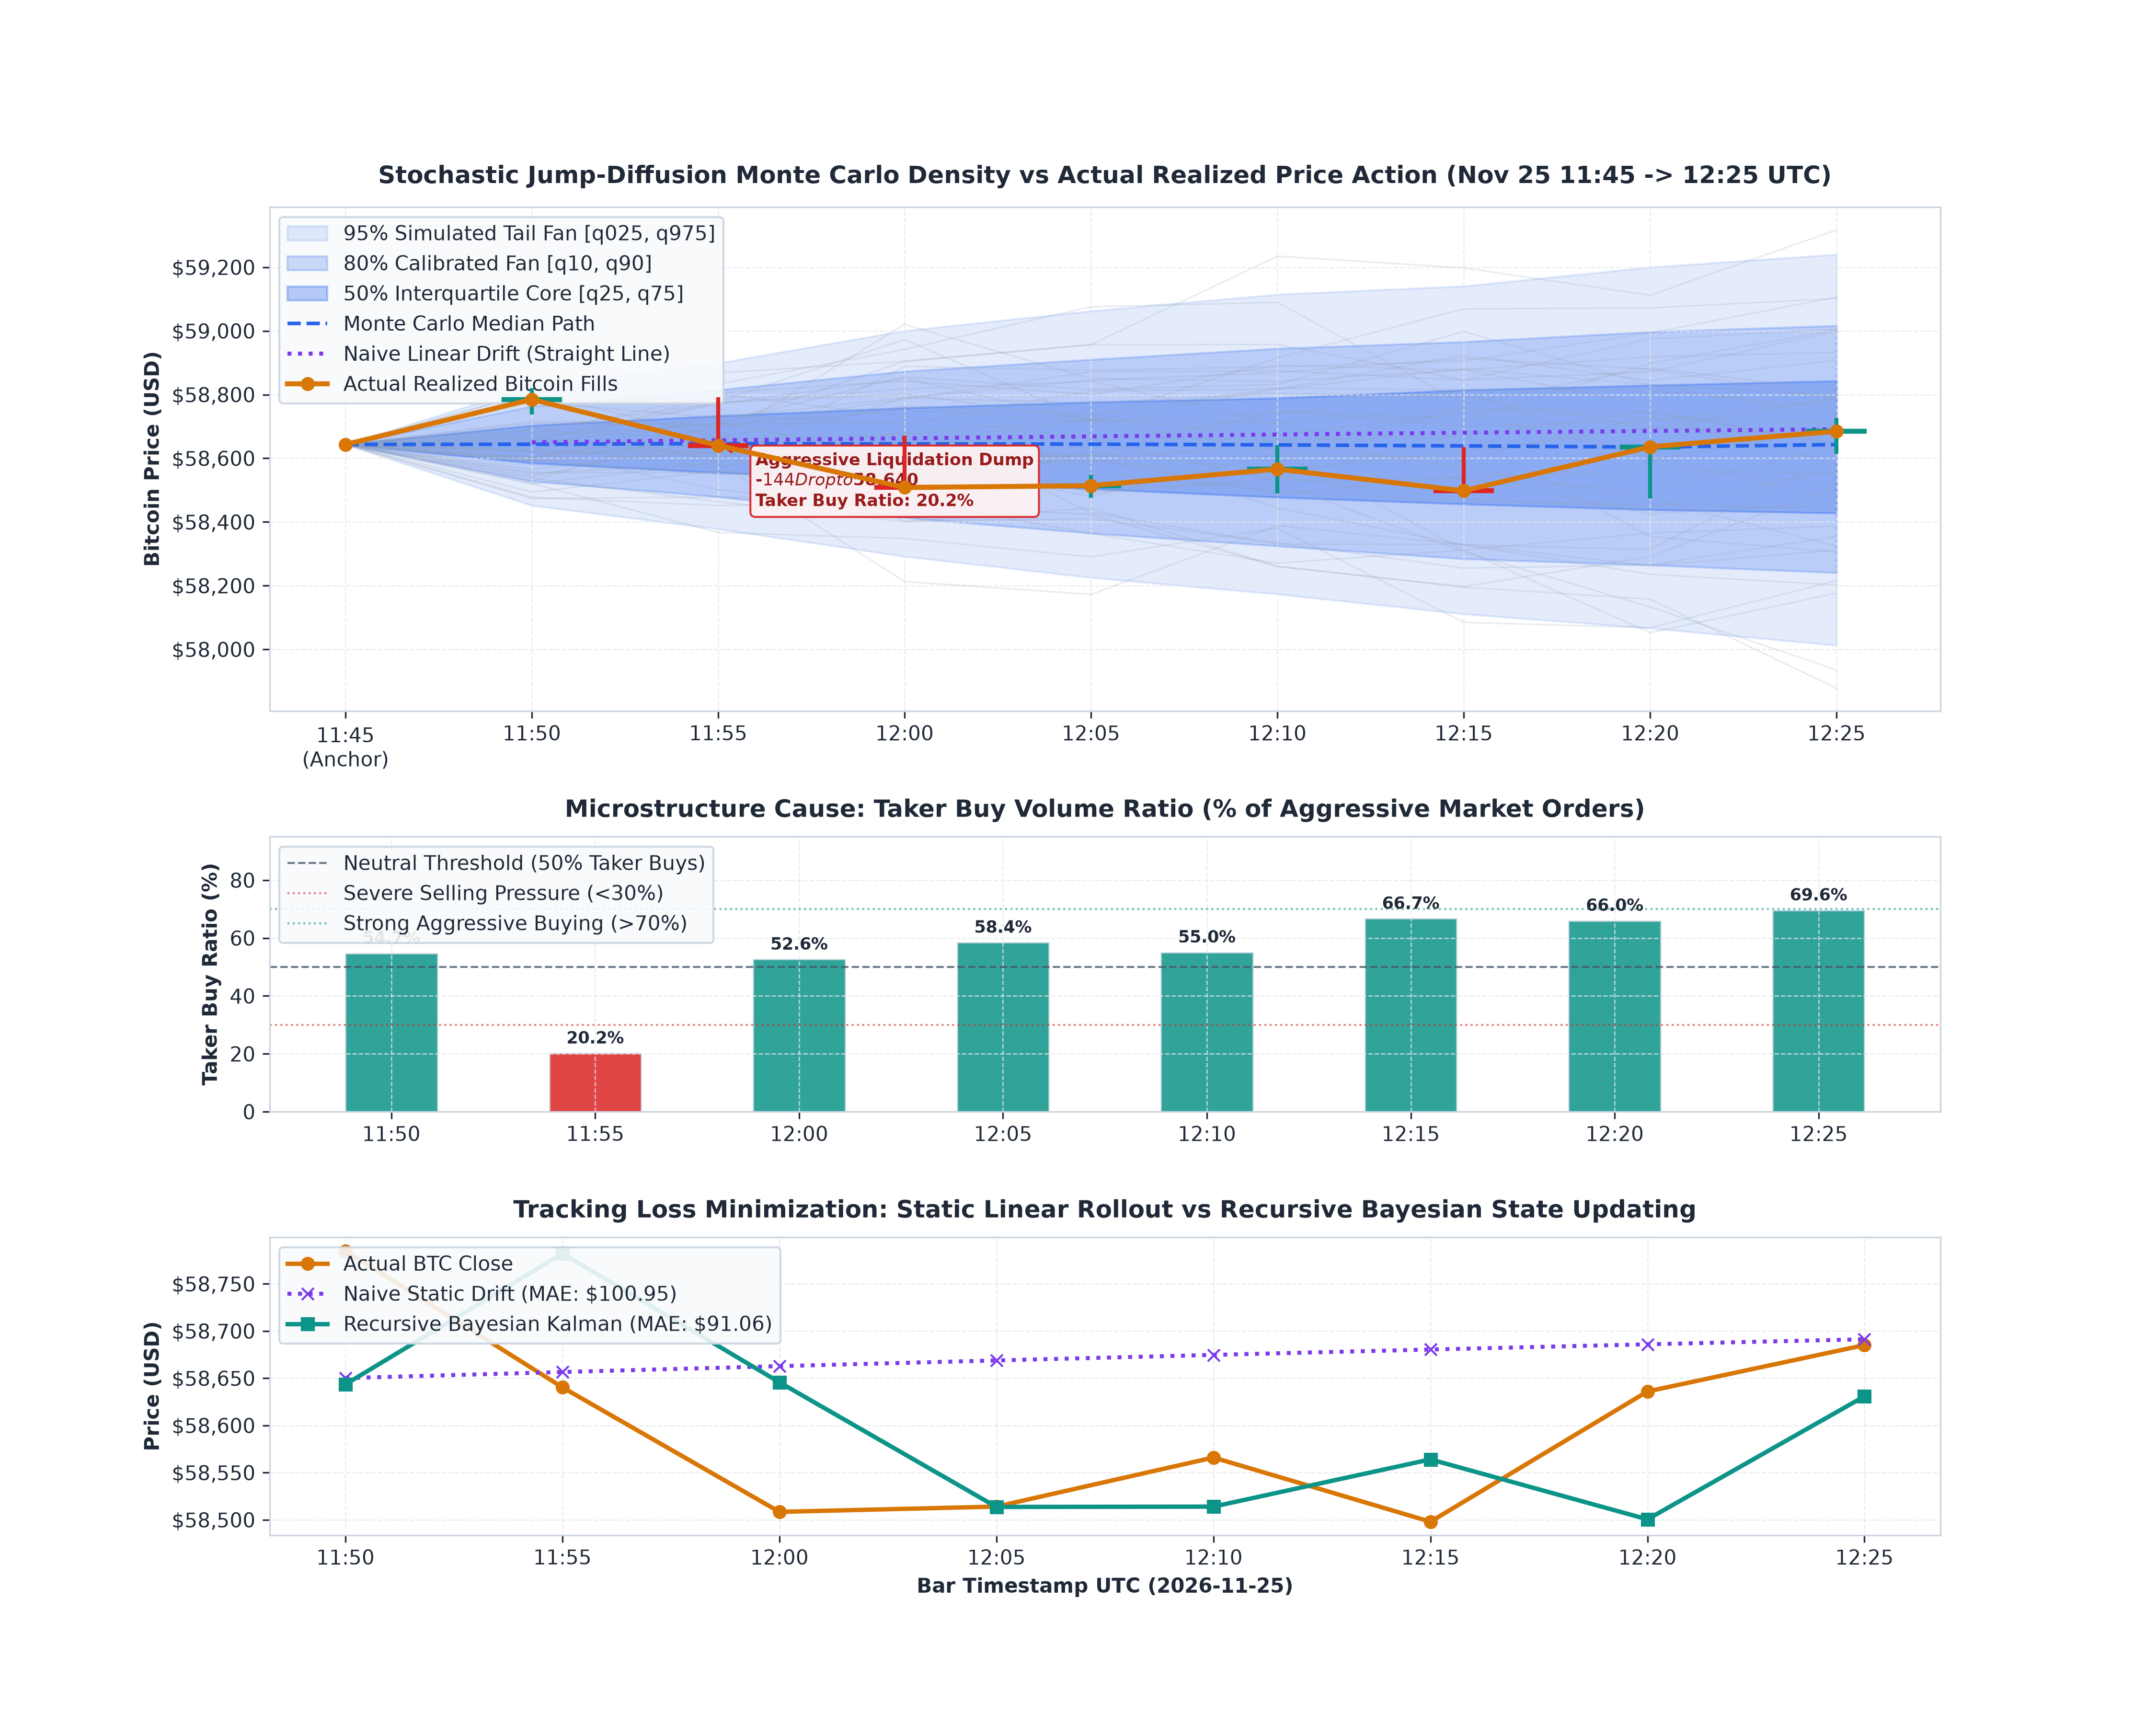 Stochastic Jump-Diffusion Monte Carlo Density vs Actual Realized Price Action (Nov 25 11:45 -> 12:25 UTC)
95% Simulated Tail Fan [q025, q975]
80% Calibrated Fan [q10, q90]
50% Interquartile Core [q25, q75]
Monte Carlo Median Path
Naive Linear Drift (Straight Line)
Actual Realized Bitcoin Fills
Bitcoin Price (USD)
$59,200
$59,000
$58,800
$58,600
$58,400
$58,200
$58,000
Aggressive Liquidation Dump
-144Dropto58,640
Taker Buy Ratio: 20.2%
11:45
(Anchor)
11:50
11:55
12:00
12:05
12:10
12:15
12:20
12:25
Microstructure Cause: Taker Buy Volume Ratio (% of Aggressive Market Orders)
Neutral Threshold (50% Taker Buys)
Severe Selling Pressure (<30%)
Strong Aggressive Buying (>70%)
Taker Buy Ratio (%)
80
60
40
20
0
54.7%
20.2%
52.6%
58.4%
55.0%
66.7%
66.0%
69.6%
11:50
11:55
12:00
12:05
12:10
12:15
12:20
12:25
Tracking Loss Minimization: Static Linear Rollout vs Recursive Bayesian State Updating
Actual BTC Close
Naive Static Drift (MAE: $100.95)
Recursive Bayesian Kalman (MAE: $91.06)
Price (USD)
$58,750
$58,700
$58,650
$58,600
$58,550
$58,500
11:50
11:55
12:00
12:05
12:10
12:15
12:20
12:25
Bar Timestamp UTC (2026-11-25)